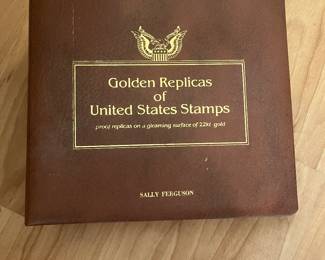 Golden Replicas
of
United States Stamps
proof replicas on a gleaming surface of 22kt gold
SALLY FERGUSON